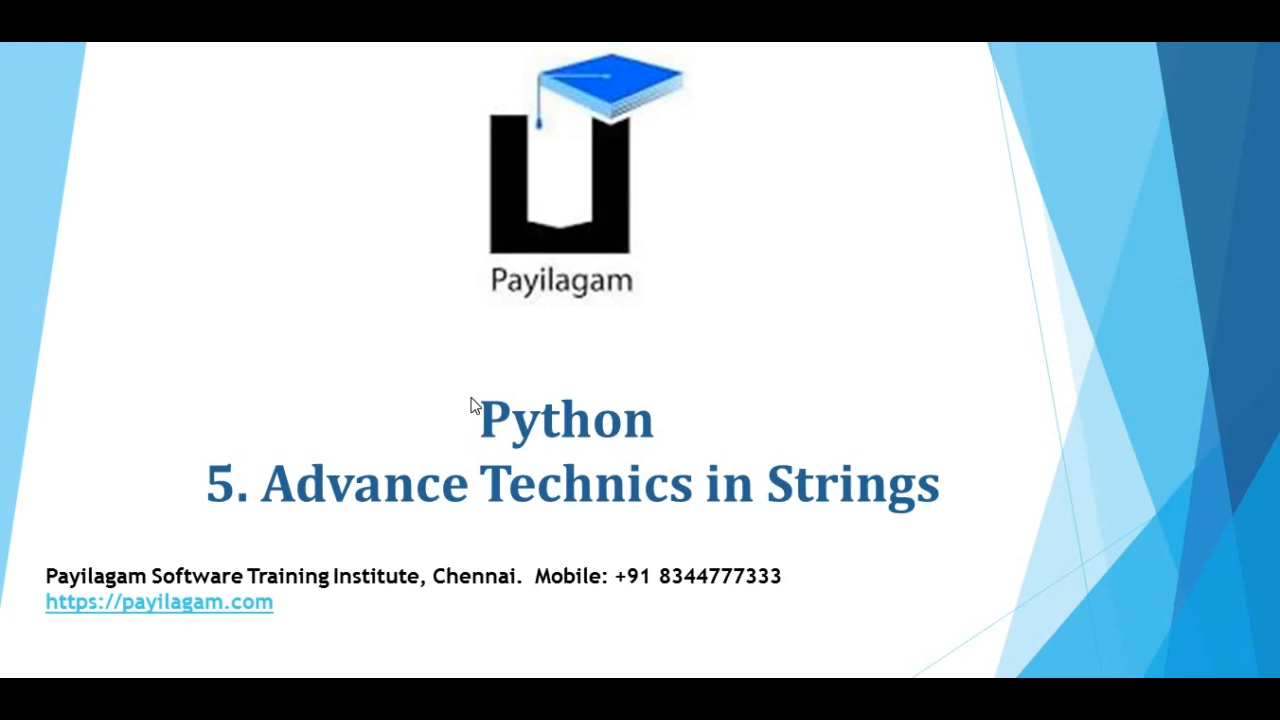 Payilagam
Python
5. Advance Technics in Strings
Payilagam Software Training Institute, Chennai. Mobile: +91 8344777333
https://payilagam.com